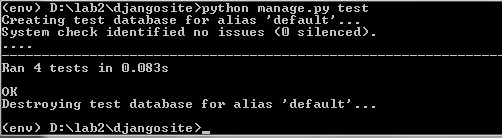 (env) D:\lab2\djangosite>python manage.py test
Creating test database for alias 'default'...
System check identified no issues (0 silenced).
....
----------------------------------------------------------------------
Ran 4 tests in 0.083s
OK
Destroying test database for alias 'default'...
(env) D:\lab2\djangosite>_